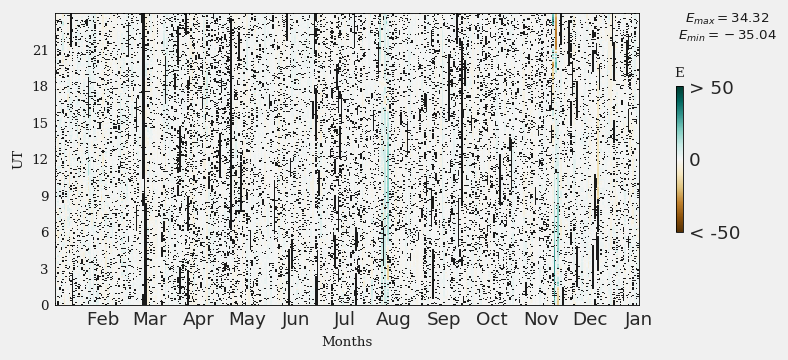 E_max = 34.32
E_min = −35.04
E
> 50
0
< -50
21
18
15
12
9
6
3
0
UT
Feb Mar Apr May Jun Jul Aug Sep Oct Nov Dec Jan
Months